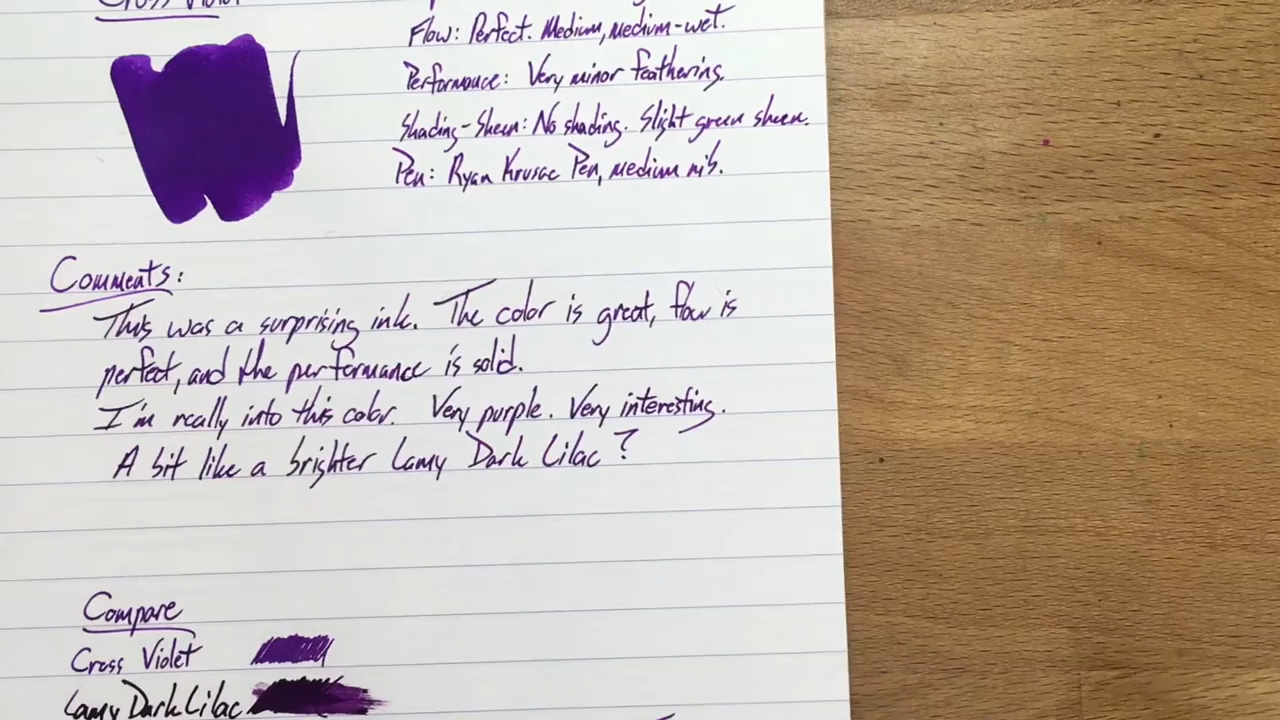 Cross Violet
Flow: Perfect. Medium, medium-wet.
Performance: Very minor feathering.
Shading-Sheen: No shading. Slight green sheen.
Pen: Ryan Krusac Pen, medium nib.
Comments:
This was a surprising ink. The color is great, flow is
perfect, and the performance is solid.
I'm really into this color. Very purple. Very interesting.
A bit like a brighter Lamy Dark Lilac?
Compare
Cross Violet
Lamy Dark Lilac